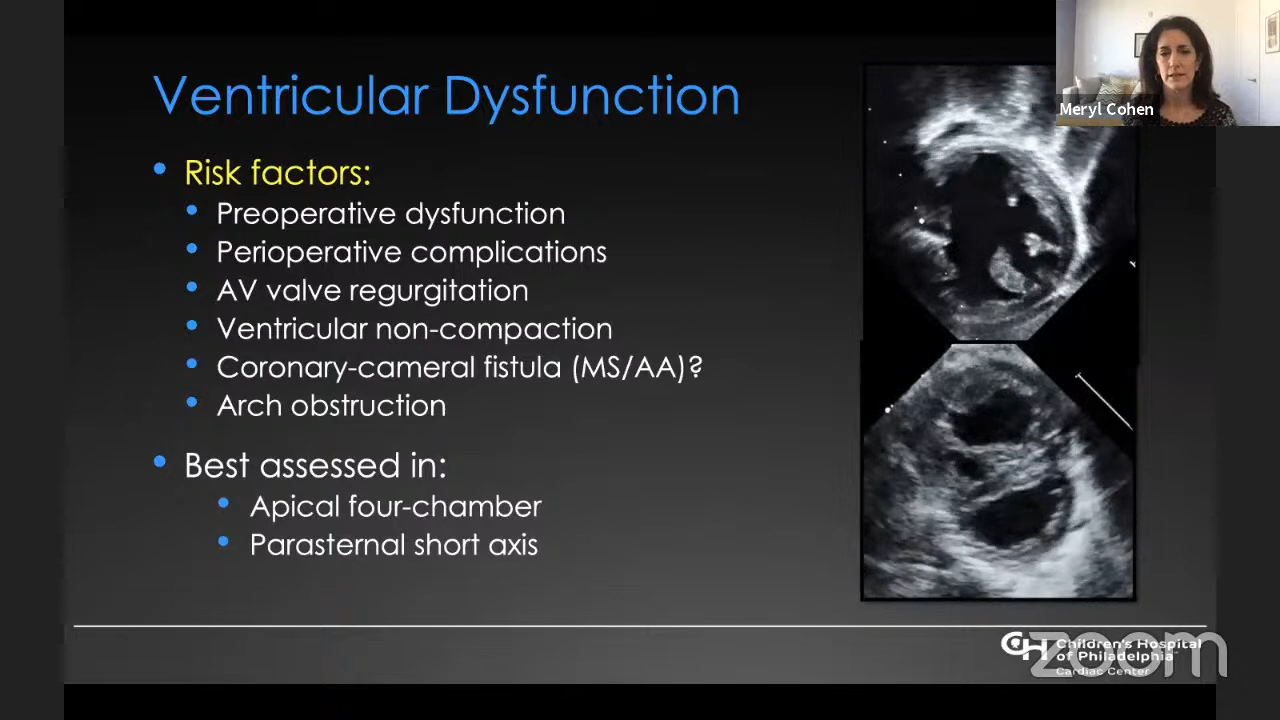 Meryl Cohen
Ventricular Dysfunction
Risk factors:
Preoperative dysfunction
Perioperative complications
AV valve regurgitation
Ventricular non-compaction
Coronary-cameral fistula (MS/AA)?
Arch obstruction
Best assessed in:
Apical four-chamber
Parasternal short axis
CH
Children's Hospital
of Philadelphia
Cardiac Center
zoom